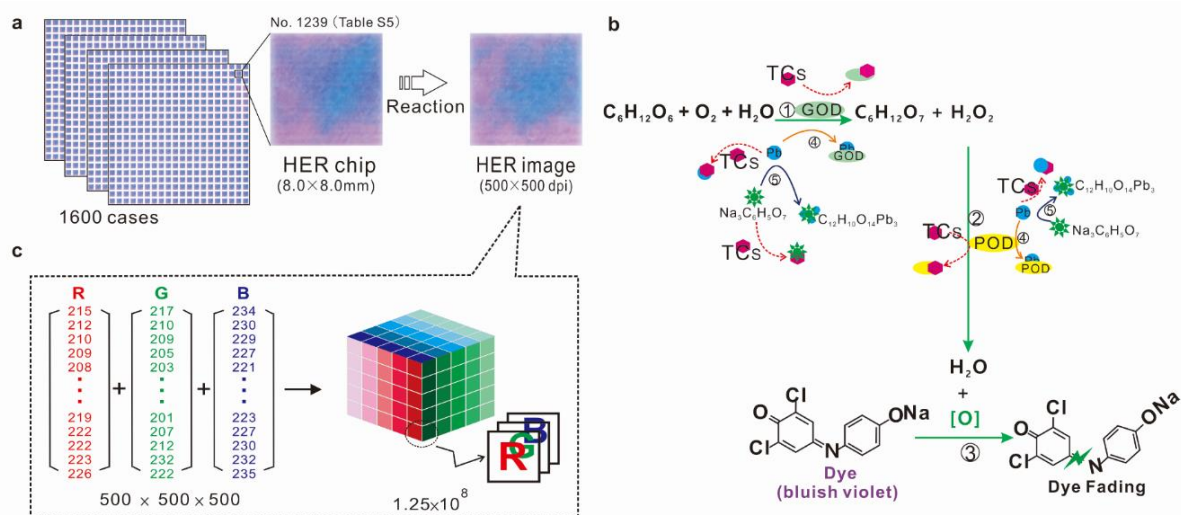 a
No. 1239 (Table S5)
Reaction
HER chip
(8.0×8.0mm)
HER image
(500×500 dpi)
1600 cases
c
R G B
215 217 234
212 210 230
210 209 229
209 205 227
208 203 221
219 201 223
222 207 227
222 212 230
223 232 232
226 222 235
+ +
500 × 500 × 500
1.25×10⁸
R G B
b
TCs
C₆H₁₂O₆ + O₂ + H₂O ① GOD C₆H₁₂O₇ + H₂O₂
TCs Pb ④ Pb
GOD
⑤
Na₃C₆H₅O₇ C₁₂H₁₀O₁₄Pb₃
TCs
TCs C₁₂H₁₀O₁₄Pb₃
② Pb ⑤
TCs POD ④ Na₃C₆H₅O₇
Pb
POD
H₂O
+
[O]
③
O Cl Cl N ONa
Dye
(bluish violet)
O Cl Cl N ONa
Dye Fading